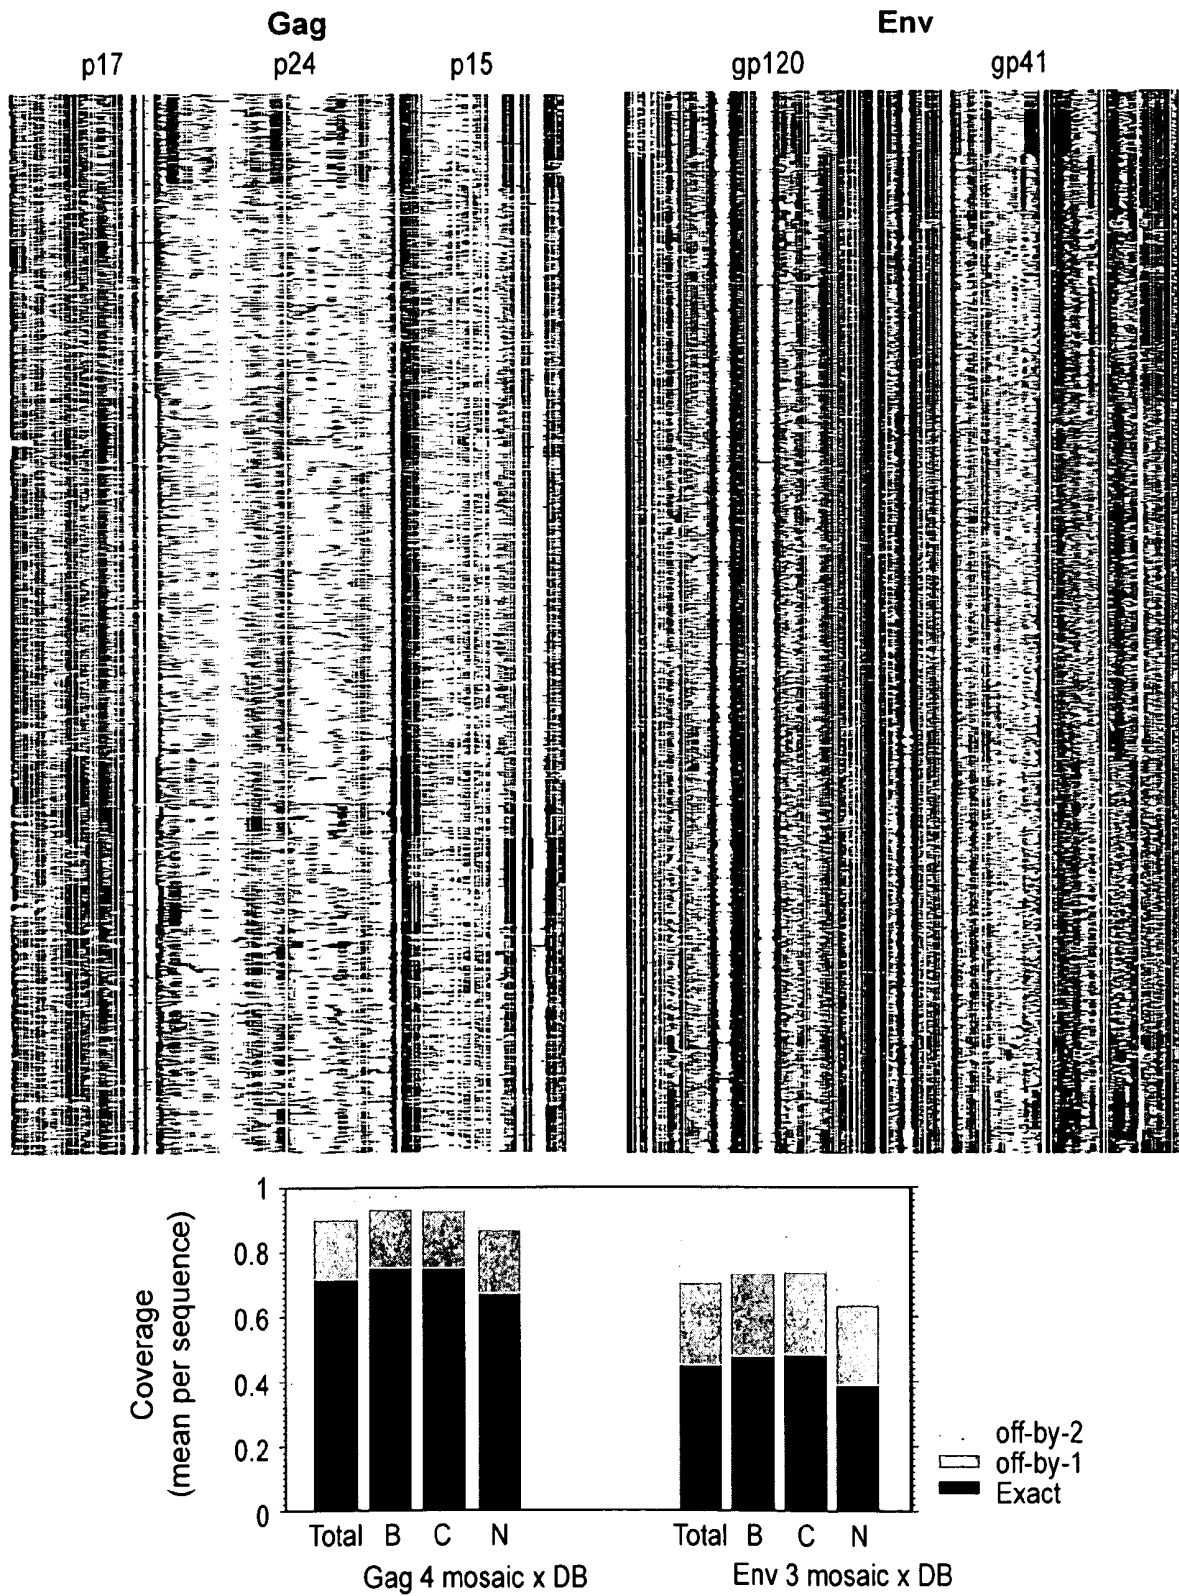 Gag
Env
p17
p24
p15
gp120
gp41
Coverage
(mean per sequence)
1
0.8
0.6
0.4
0.2
0
Total B C N
Total B C N
Gag 4 mosaic x DB
Env 3 mosaic x DB
off-by-2
off-by-1
Exact